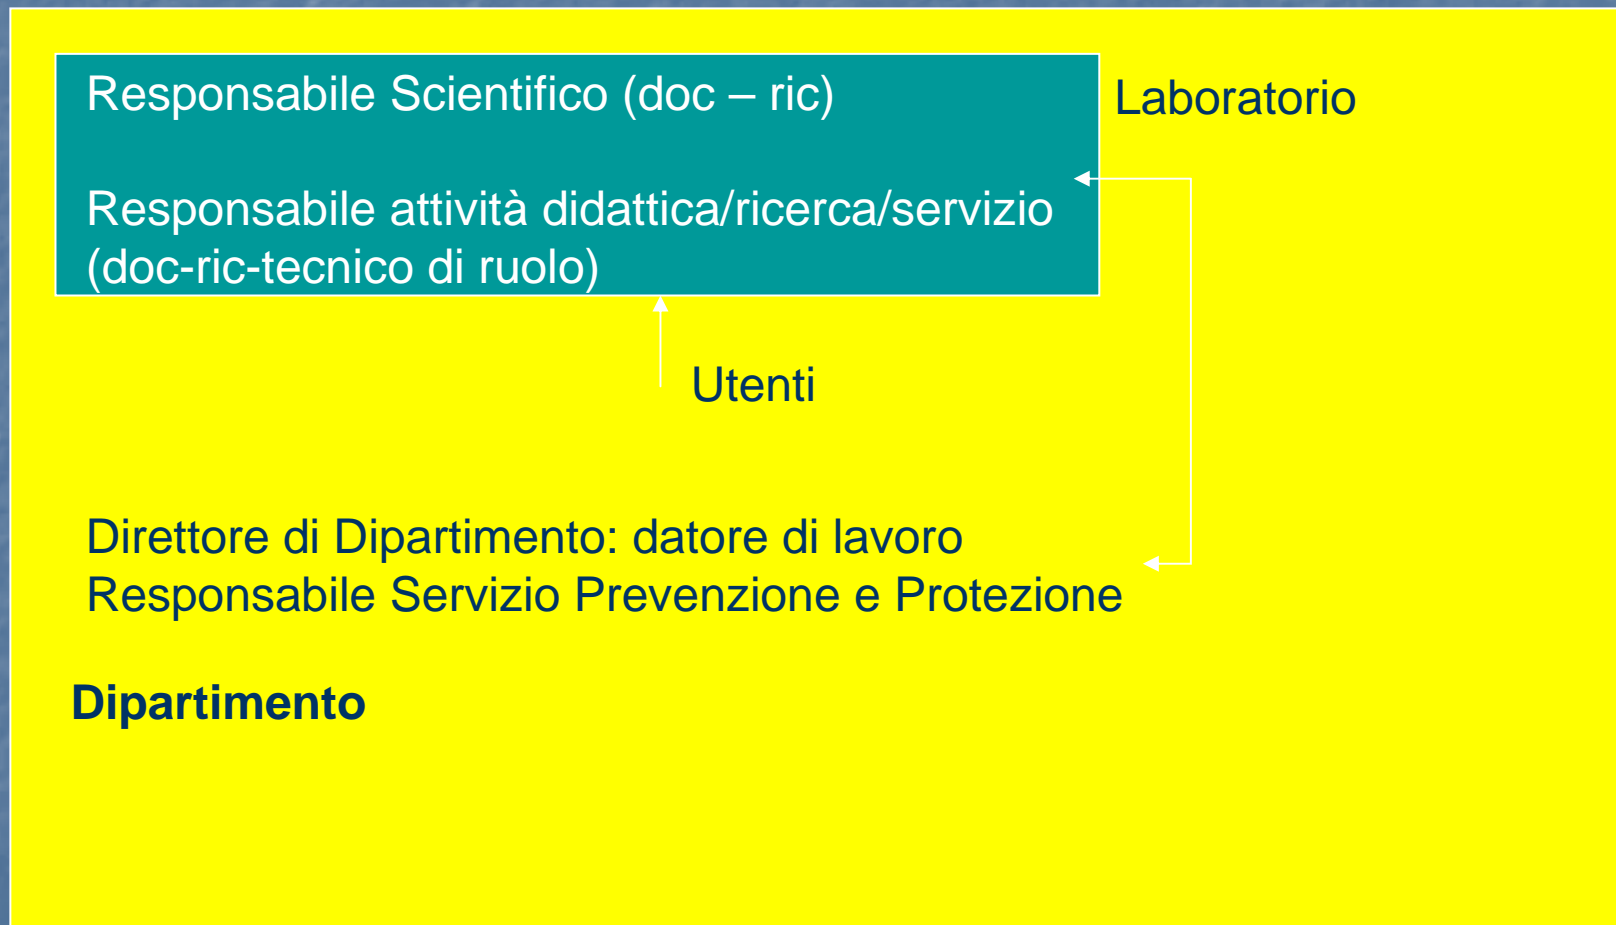 Responsabile Scientifico (doc – ric)
Laboratorio
Responsabile attività didattica/ricerca/servizio
(doc-ric-tecnico di ruolo)
Utenti
Direttore di Dipartimento: datore di lavoro
Responsabile Servizio Prevenzione e Protezione
Dipartimento